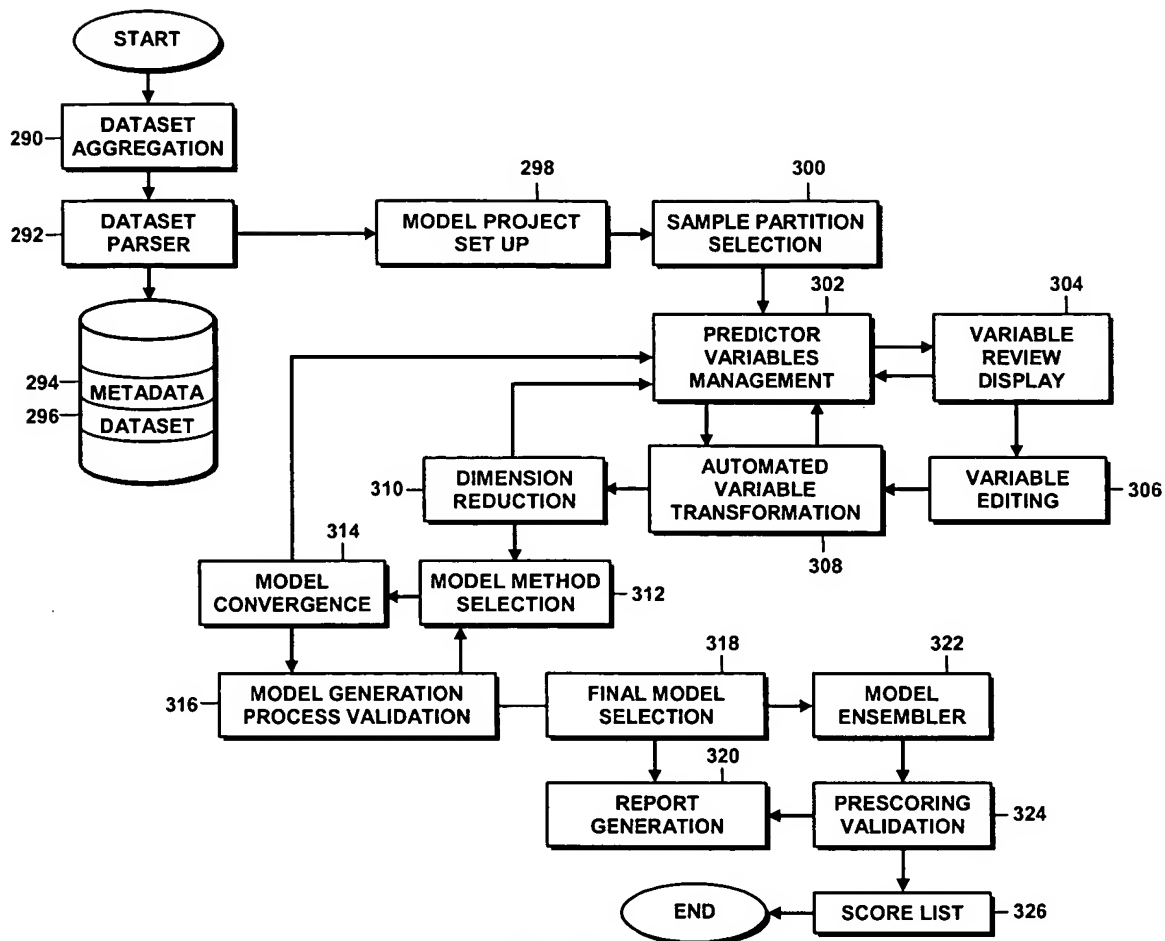 START
290
DATASET
AGGREGATION
298
300
292
DATASET
PARSER
MODEL PROJECT
SET UP
SAMPLE PARTITION
SELECTION
302
304
PREDICTOR
VARIABLES
MANAGEMENT
VARIABLE
REVIEW
DISPLAY
294
METADATA
296
DATASET
310
DIMENSION
REDUCTION
AUTOMATED
VARIABLE
TRANSFORMATION
VARIABLE
EDITING
306
308
314
MODEL
CONVERGENCE
MODEL METHOD
SELECTION
312
318
322
316
MODEL GENERATION
PROCESS VALIDATION
FINAL MODEL
SELECTION
MODEL
ENSEMBLER
320
REPORT
GENERATION
PRESCORING
VALIDATION
324
END
SCORE LIST
326